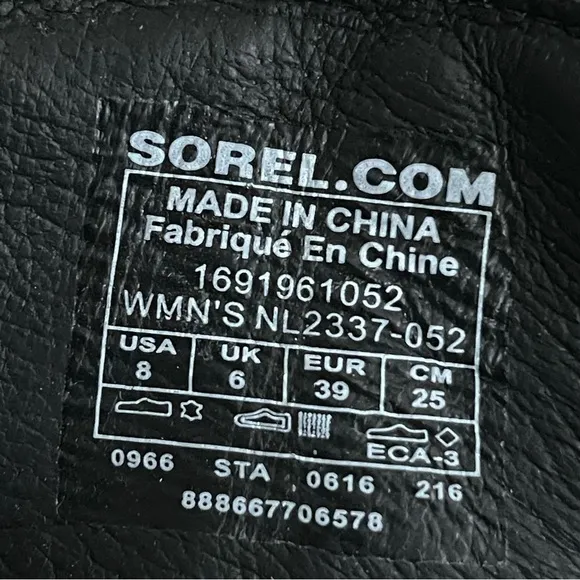 SOREL.COM
MADE IN CHINA
Fabriqué En Chine
1691961052
WMN'S NL2337-052
USA UK EUR CM
8 6 39 25
ECA-3
0966 STA 0616 216
888667706578